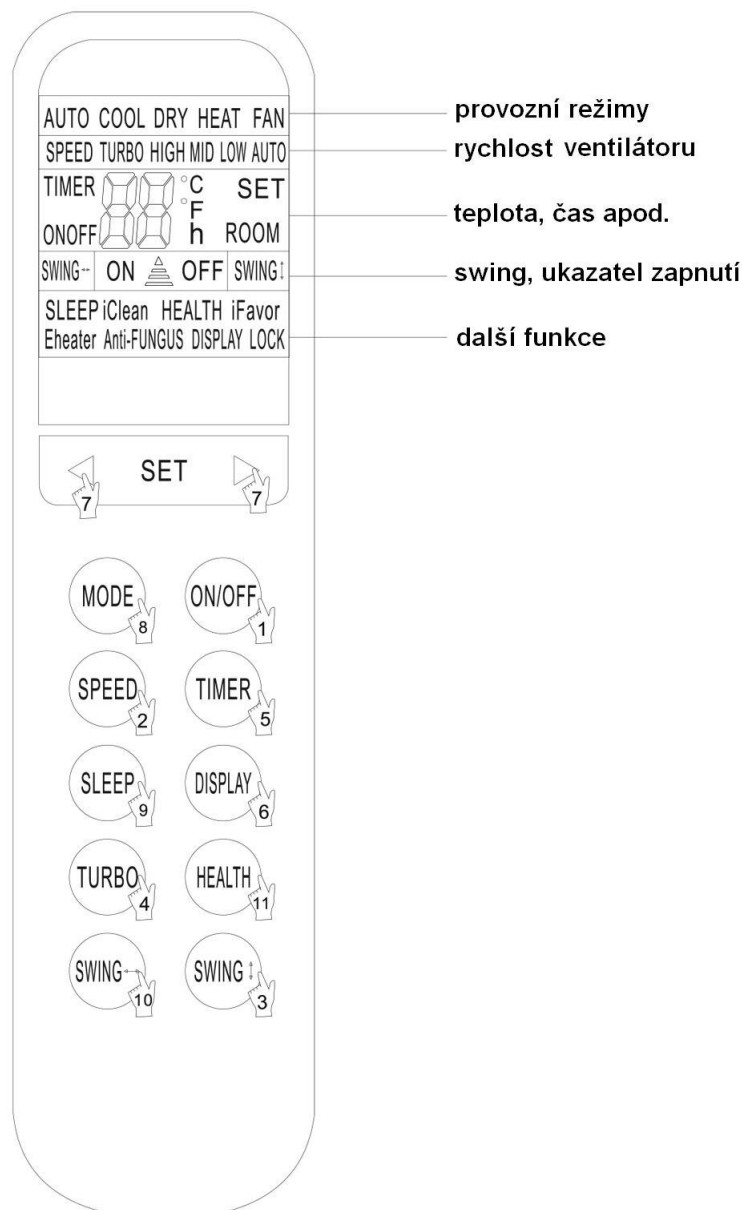 AUTO COOL DRY HEAT FAN
provozní režimy
SPEED TURBO HIGH MID LOW AUTO
rychlost ventilátoru
TIMER 88 °C SET
°F
ONOFF h ROOM
teplota, čas apod.
SWING↔ ON OFF SWING↕
swing, ukazatel zapnutí
SLEEP iClean HEALTH iFavor
Eheater Anti-FUNGUS DISPLAY LOCK
další funkce
SET
7 7
MODE ON/OFF
8 1
SPEED TIMER
2 5
SLEEP DISPLAY
9 6
TURBO HEALTH
4 11
SWING↔ SWING↕
10 3